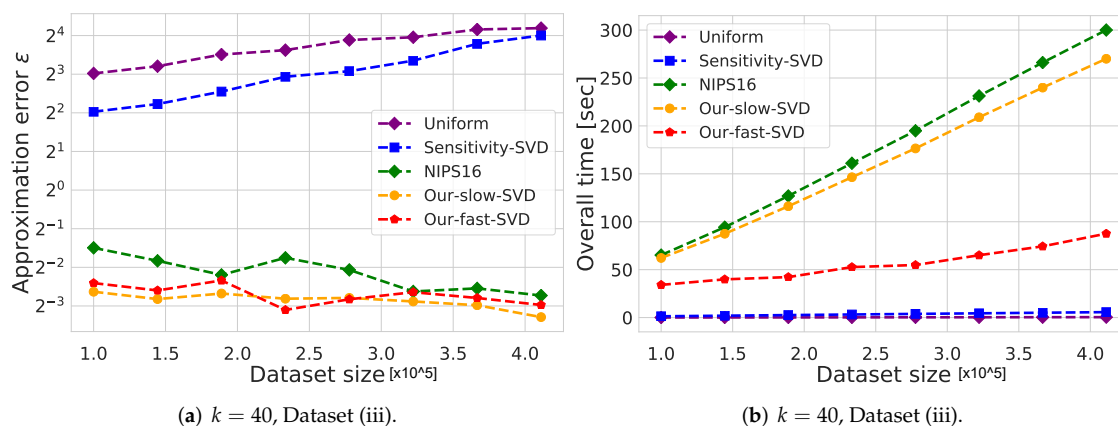 Approximation error ε
2^4
2^3
2^2
2^1
2^0
2^-1
2^-2
2^-3
Uniform
Sensitivity-SVD
NIPS16
Our-slow-SVD
Our-fast-SVD
1.0 1.5 2.0 2.5 3.0 3.5 4.0
Dataset size [x10^5]
(a) k = 40, Dataset (iii).
Overall time [sec]
300
250
200
150
100
50
0
Uniform
Sensitivity-SVD
NIPS16
Our-slow-SVD
Our-fast-SVD
1.0 1.5 2.0 2.5 3.0 3.5 4.0
Dataset size [x10^5]
(b) k = 40, Dataset (iii).